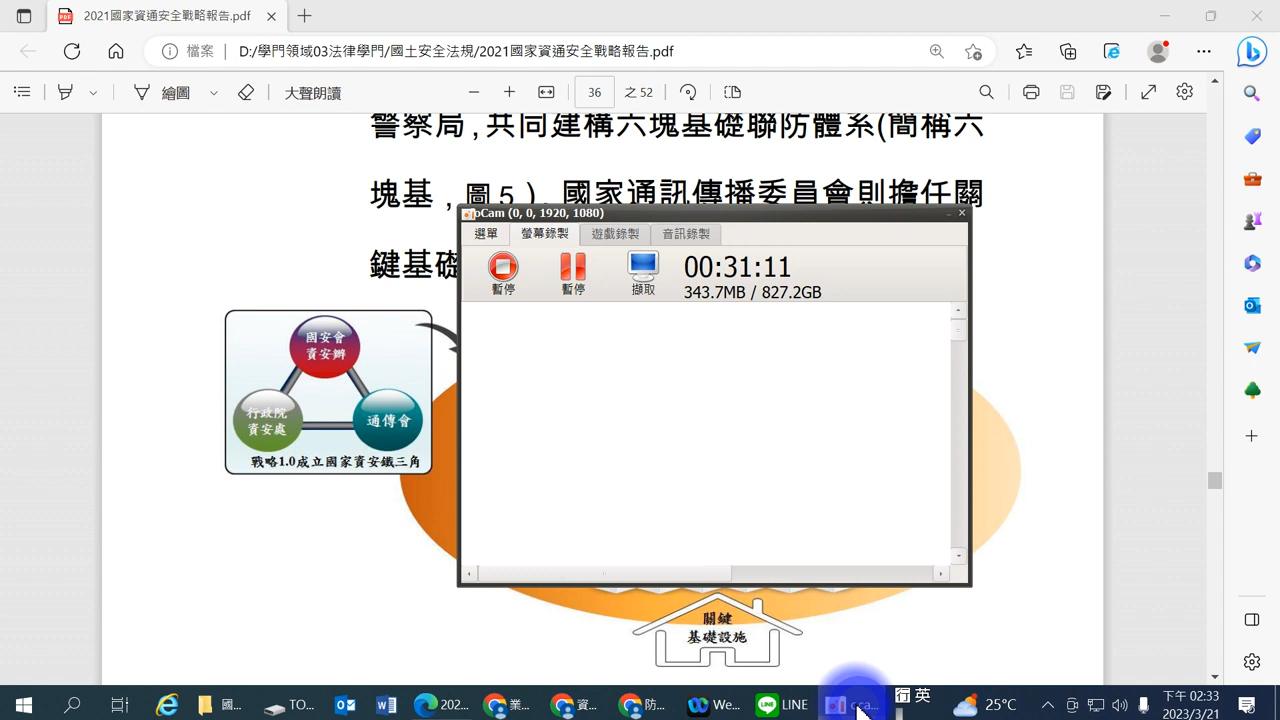 2021國家資通安全戰略報告.pdf
檔案 D:/學門領域03法律學門/國土安全法規/2021國家資通安全戰略報告.pdf
繪圖 大聲朗讀 36 之 52
警察局,共同建構六塊基礎聯防體系(簡稱六
塊基,圖5),國家通訊傳播委員會則擔任關
鍵基礎
oCam (0, 0, 1920, 1080)
選單 螢幕錄製 遊戲錄製 音訊錄製
暫停 暫停 擷取
00:31:11
343.7MB / 827.2GB
國安會
資安辦
行政院
資安處
通傳會
戰略1.0成立國家資安鐵三角
關鍵
基礎設施
國... TO... 202... 業... 資... 防... We... LINE oca... 英 25°C
下午 02:33
2023/3/21